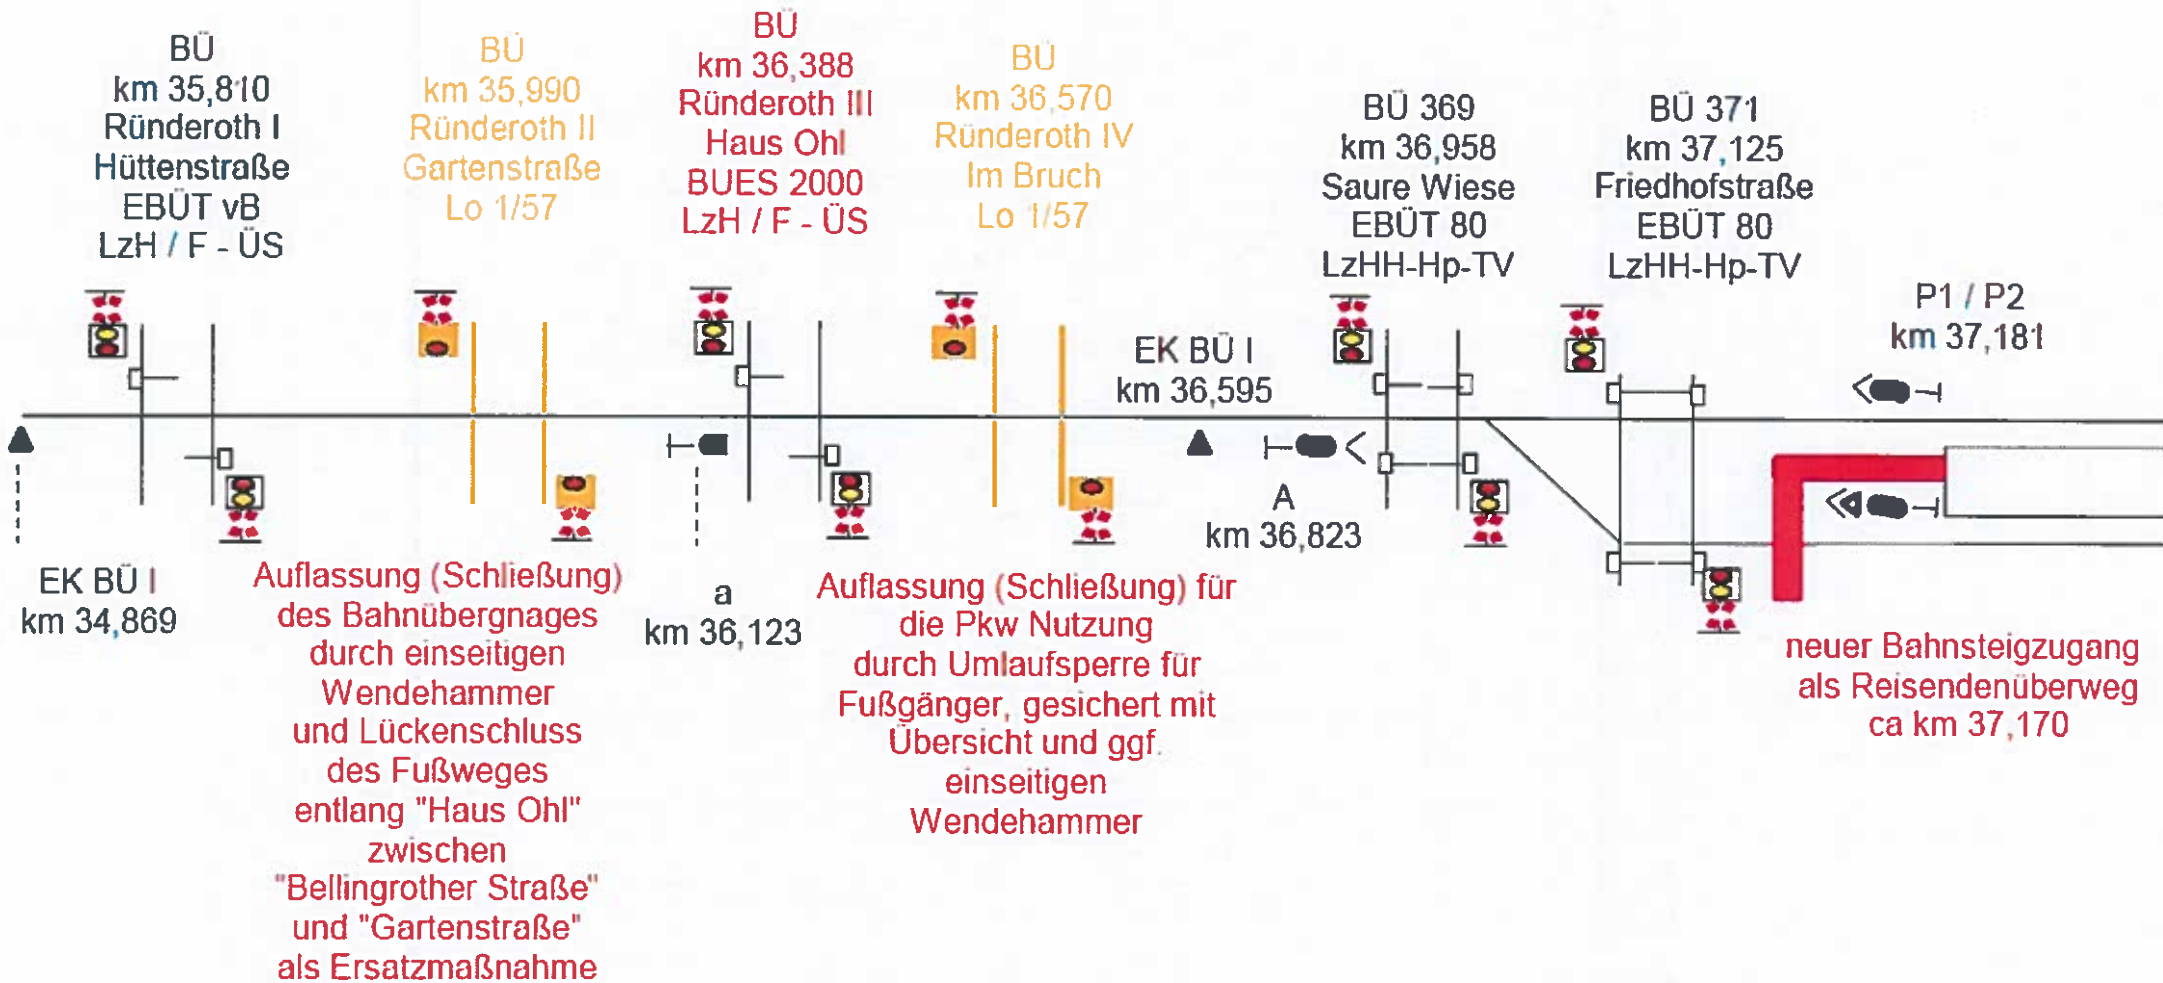 BÜ
km 35,810
Ründeroth I
Hüttenstraße
EBÜT vB
LzH / F - ÜS
BÜ
km 35,990
Ründeroth II
Gartenstraße
Lo 1/57
BÜ
km 36,388
Ründeroth III
Haus Ohl
BUES 2000
LzH / F - ÜS
BÜ
km 36,570
Ründeroth IV
Im Bruch
Lo 1/57
BÜ 369
km 36,958
Saure Wiese
EBÜT 80
LzHH-Hp-TV
BÜ 371
km 37,125
Friedhofstraße
EBÜT 80
LzHH-Hp-TV
P1 / P2
km 37,181
EK BÜ I
km 36,595
A
km 36,823
EK BÜ I
km 34,869
Auflassung (Schließung)
des Bahnübergnages
durch einseitigen
Wendehammer
und Lückenschluss
des Fußweges
entlang "Haus Ohl"
zwischen
"Bellingrother Straße"
und "Gartenstraße"
als Ersatzmaßnahme
a
km 36,123
Auflassung (Schließung) für
die Pkw Nutzung
durch Umlaufsperre für
Fußgänger, gesichert mit
Übersicht und ggf.
einseitigen
Wendehammer
neuer Bahnsteigzugang
als Reisendenüberweg
ca km 37,170